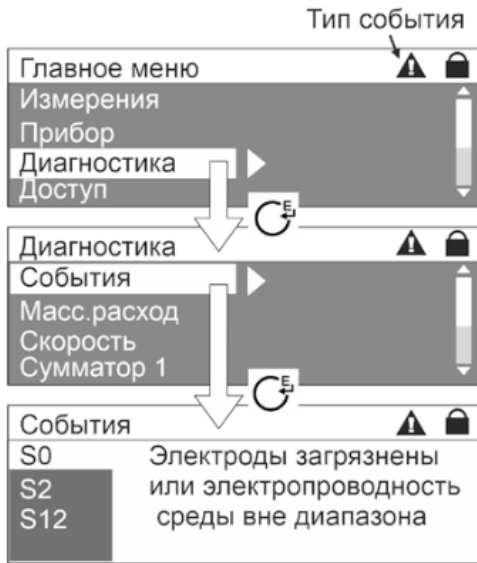 Тип события
Главное меню
Измерения
Прибор
Диагностика
Доступ
E
Диагностика
События
Масс.расход
Скорость
Сумматор 1
E
События
S0
S2
S12
Электроды загрязнены
или электропроводность
среды вне диапазона